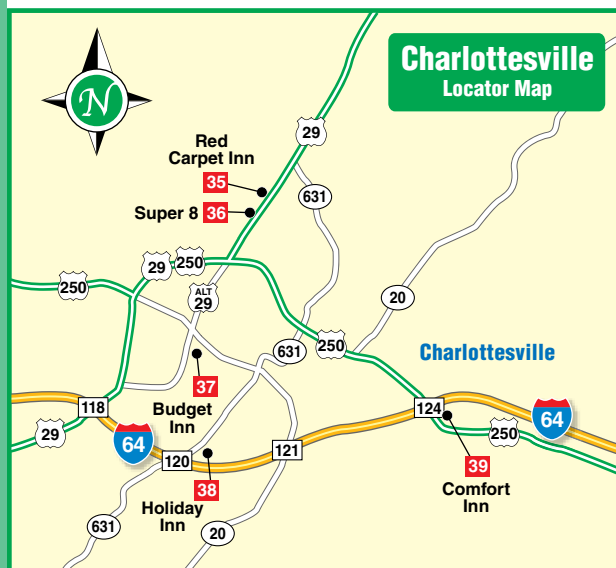 Charlottesville
Locator Map
N
29
Red
Carpet Inn
35
631
Super 8 36
29
250
250
ALT
29
20
631
250
Charlottesville
37
Budget
Inn
118
124
64
29
64
250
120
121
39
Comfort
Inn
38
Holiday
Inn
631
20